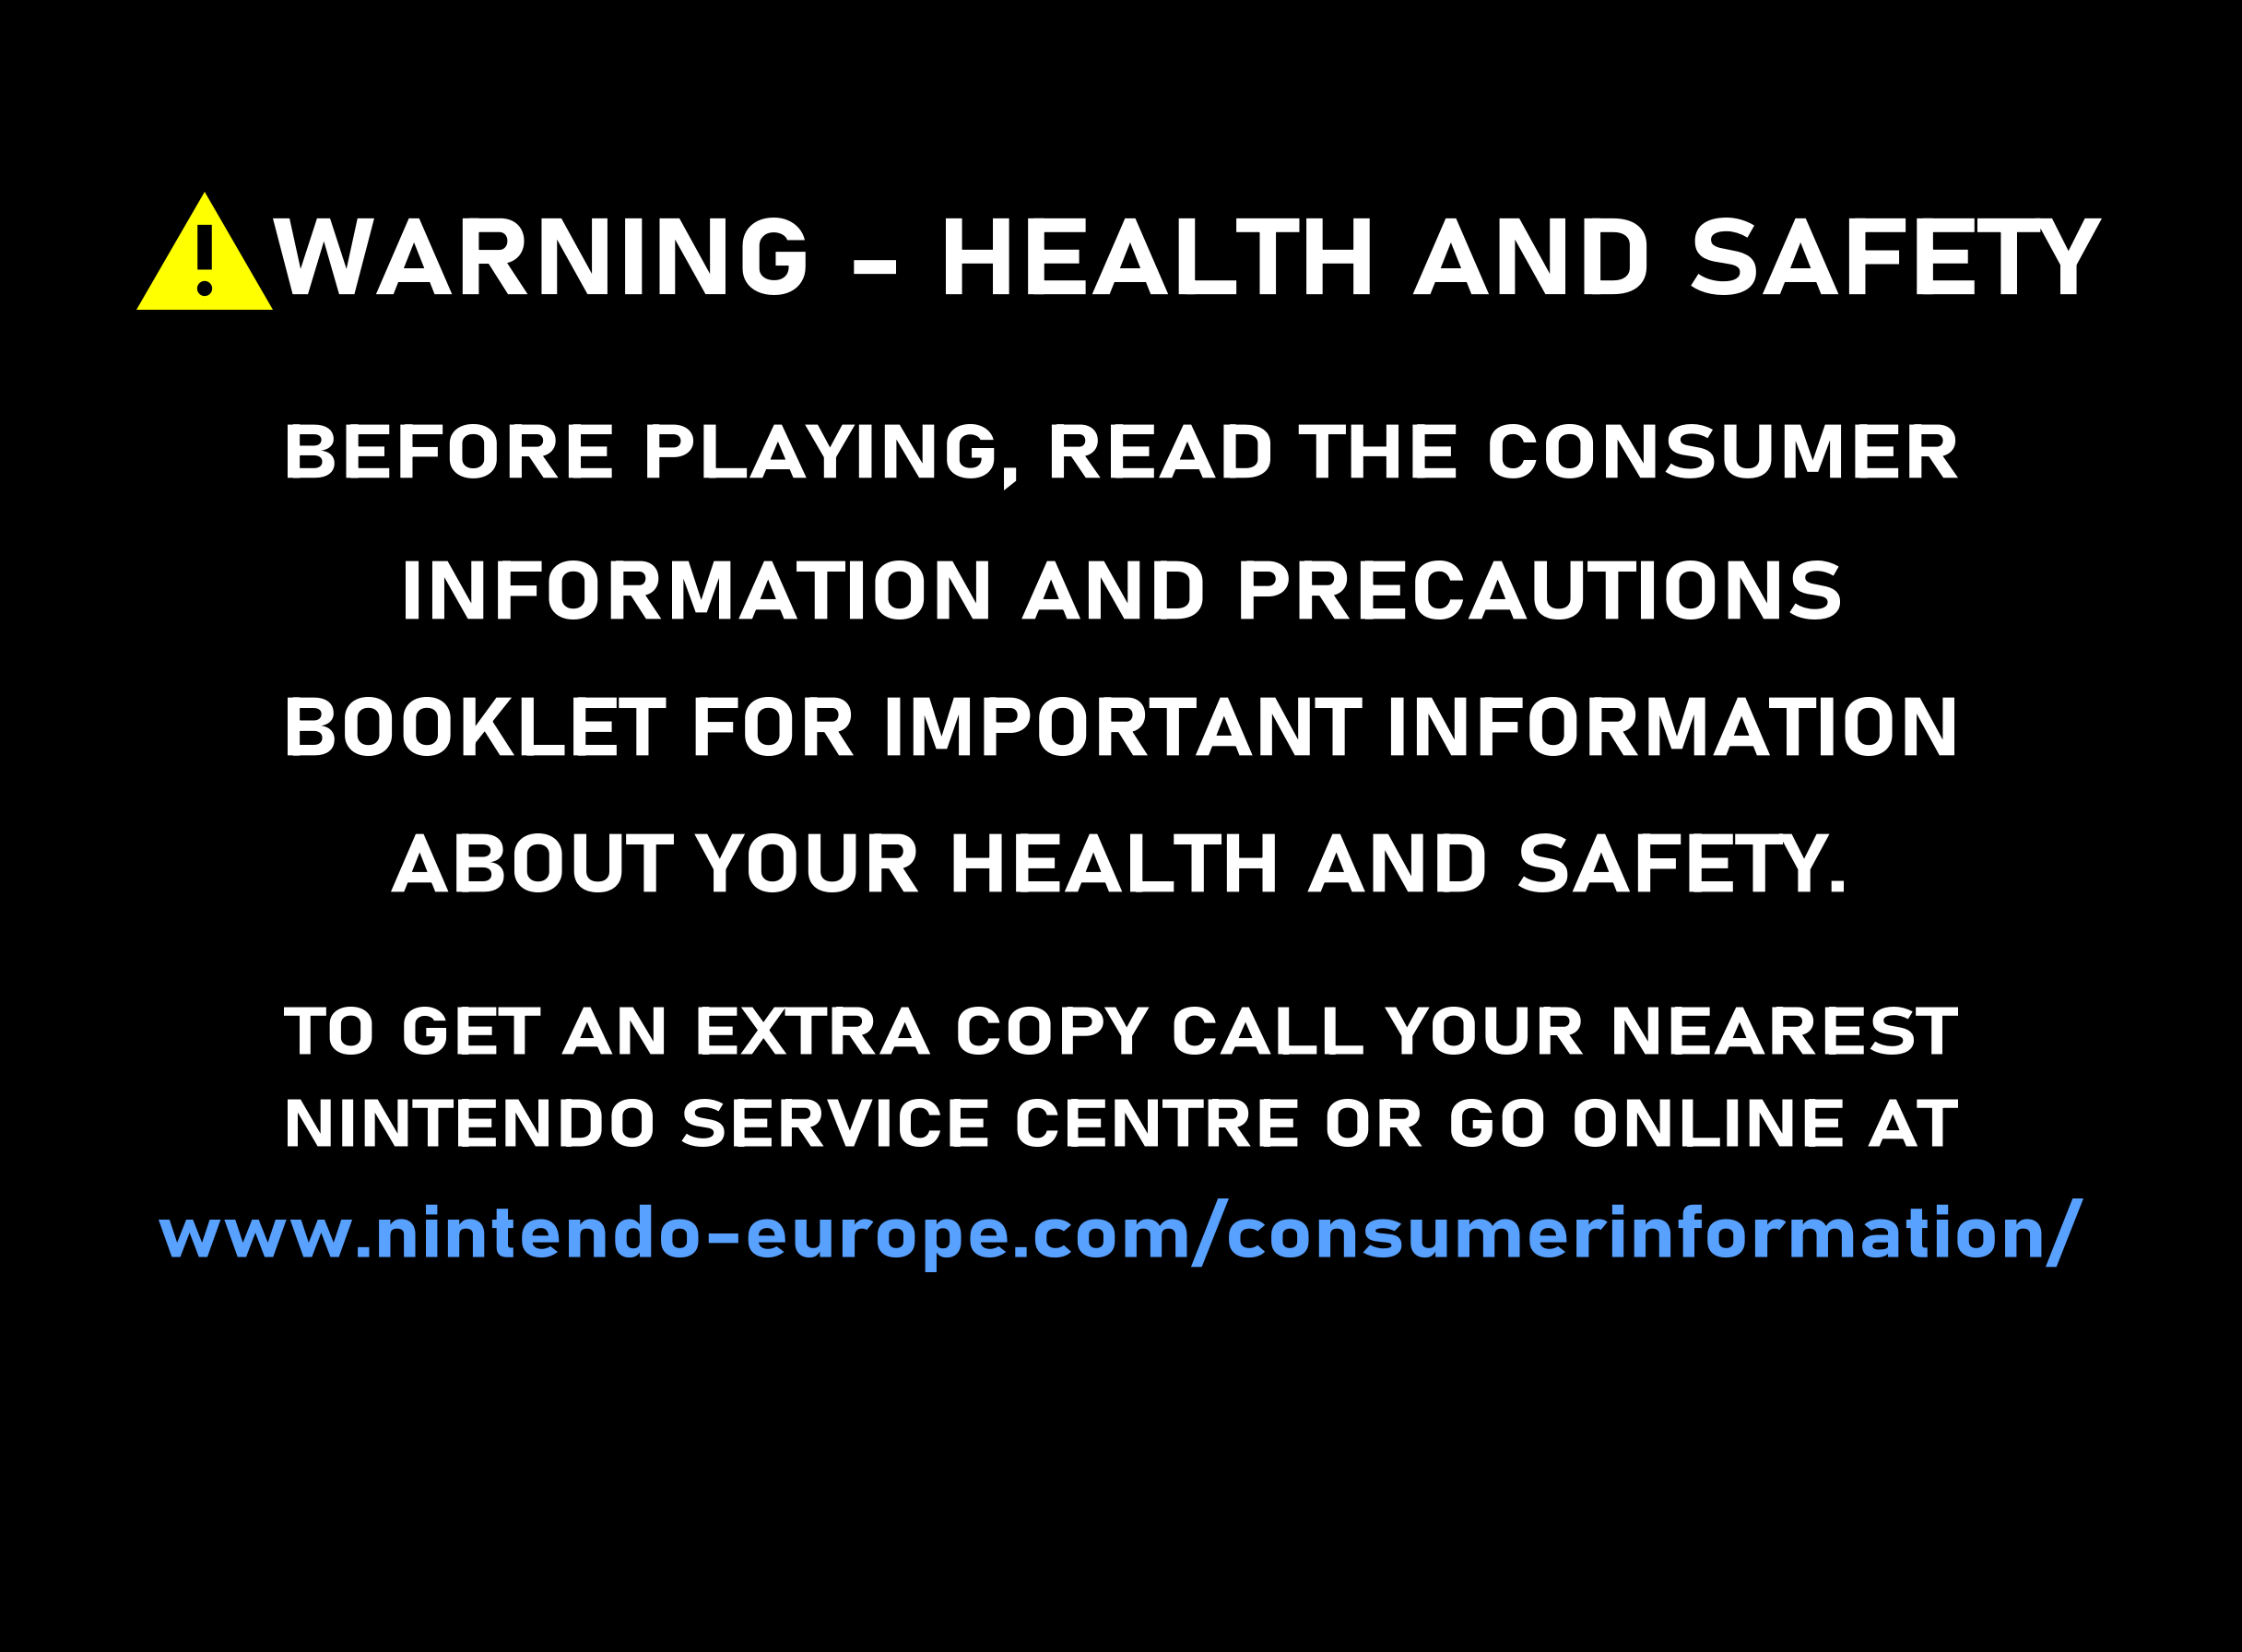 WARNING - HEALTH AND SAFETY
BEFORE PLAYING, READ THE CONSUMER
INFORMATION AND PRECAUTIONS
BOOKLET FOR IMPORTANT INFORMATION
ABOUT YOUR HEALTH AND SAFETY.
TO GET AN EXTRA COPY CALL YOUR NEAREST
NINTENDO SERVICE CENTRE OR GO ONLINE AT
www.nintendo-europe.com/consumerinformation/